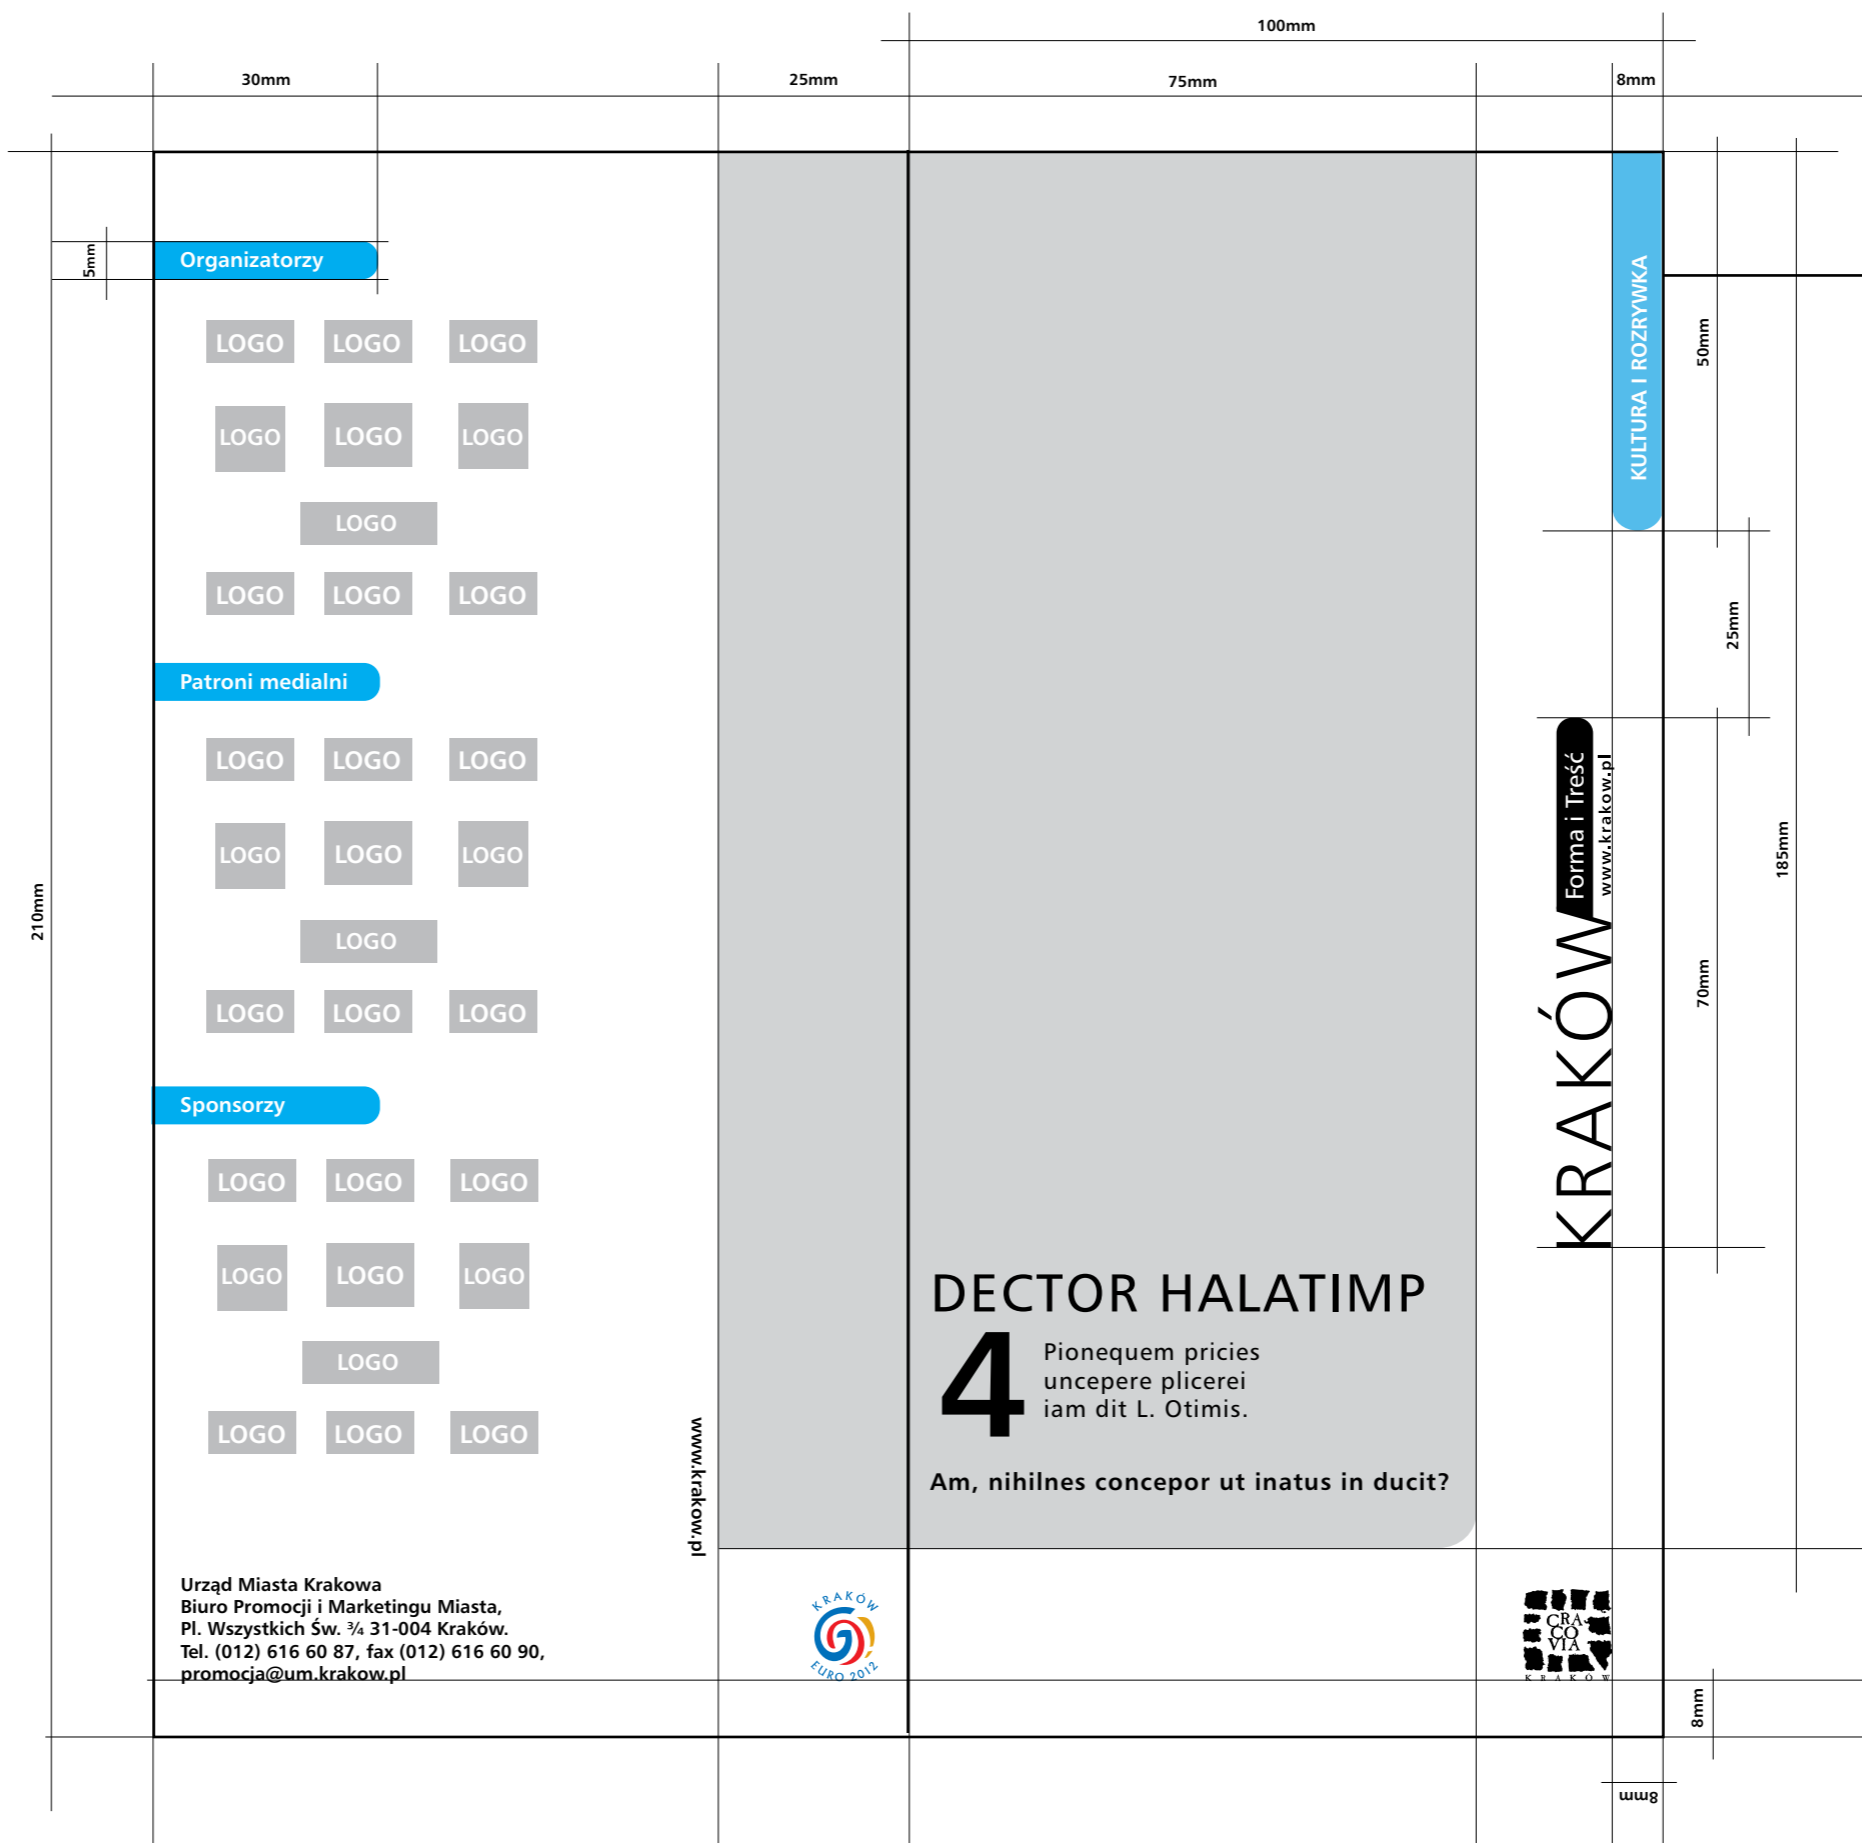 100mm
30mm
25mm
75mm
8mm
5mm
Organizatorzy
LOGO LOGO LOGO
LOGO LOGO LOGO
LOGO
LOGO LOGO LOGO
Patroni medialni
LOGO LOGO LOGO
LOGO LOGO LOGO
LOGO
LOGO LOGO LOGO
Sponsorzy
LOGO LOGO LOGO
LOGO LOGO LOGO
LOGO
LOGO LOGO LOGO
210mm
www.krakow.pl
Urząd Miasta Krakowa
Biuro Promocji i Marketingu Miasta,
Pl. Wszystkich Św. ¾ 31-004 Kraków.
Tel. (012) 616 60 87, fax (012) 616 60 90,
promocja@um.krakow.pl
KRAKÓW
EURO 2012
DECTOR HALATIMP
4
Pionequem pricies
uncepere plicerei
iam dit L. Otimis.
Am, nihilnes concepor ut inatus in ducit?
KULTURA I ROZRYWKA
KRAKÓW
Forma i Treść
www.krakow.pl
50mm
25mm
70mm
185mm
CRA
CO
VIA
KRAKÓW
8mm
8mm